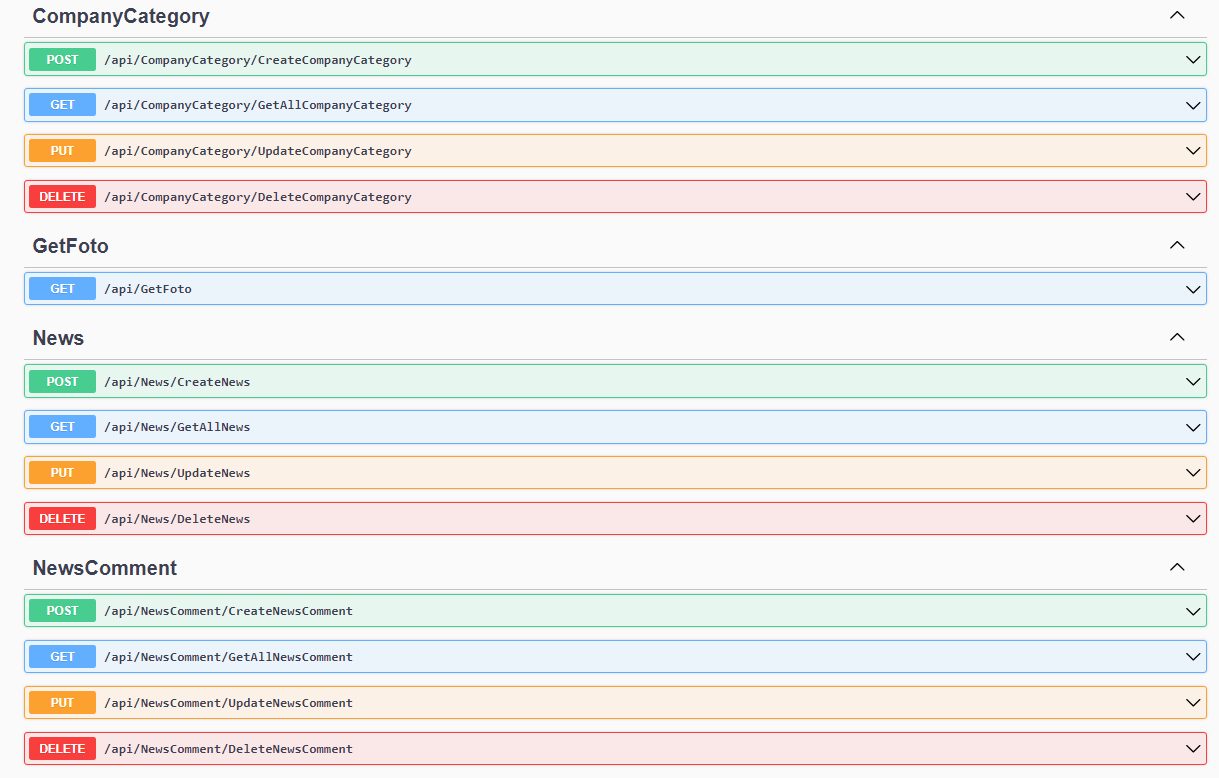 CompanyCategory
POST /api/CompanyCategory/CreateCompanyCategory
GET /api/CompanyCategory/GetAllCompanyCategory
PUT /api/CompanyCategory/UpdateCompanyCategory
DELETE /api/CompanyCategory/DeleteCompanyCategory
GetFoto
GET /api/GetFoto
News
POST /api/News/CreateNews
GET /api/News/GetAllNews
PUT /api/News/UpdateNews
DELETE /api/News/DeleteNews
NewsComment
POST /api/NewsComment/CreateNewsComment
GET /api/NewsComment/GetAllNewsComment
PUT /api/NewsComment/UpdateNewsComment
DELETE /api/NewsComment/DeleteNewsComment